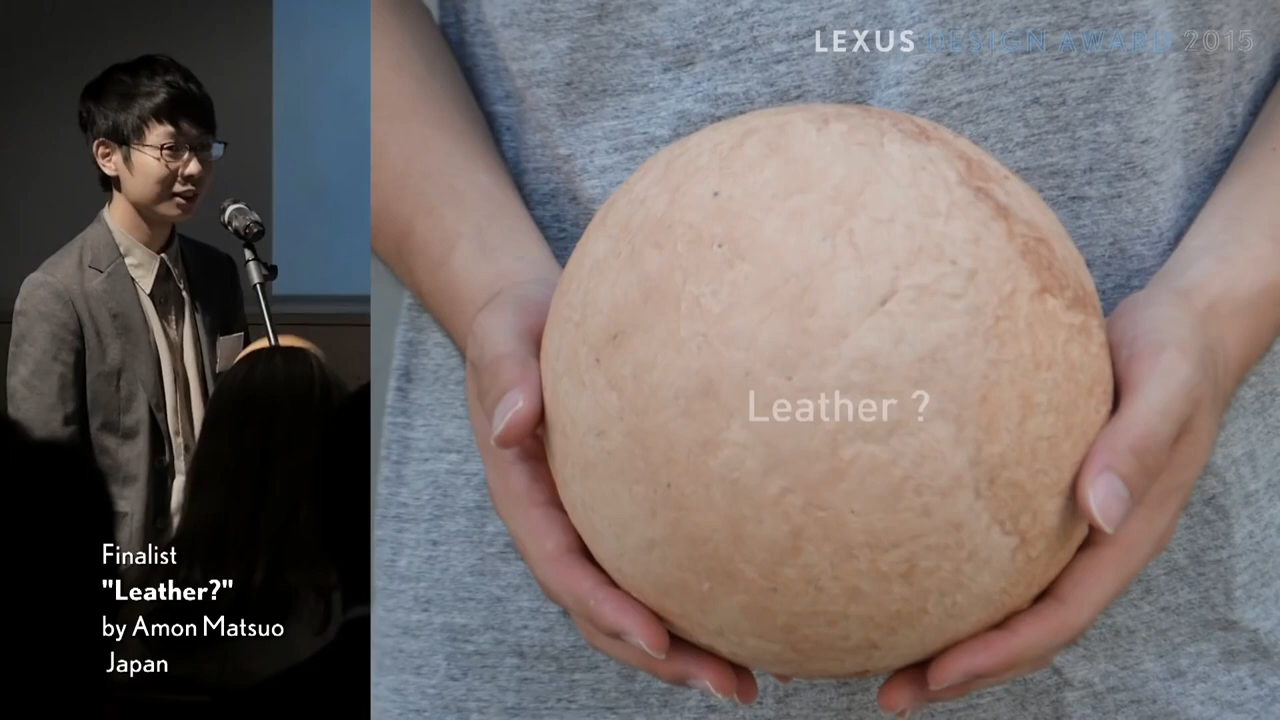 LEXUS DESIGN AWARD 2015
Leather ?
Finalist
"Leather?"
by Amon Matsuo
Japan